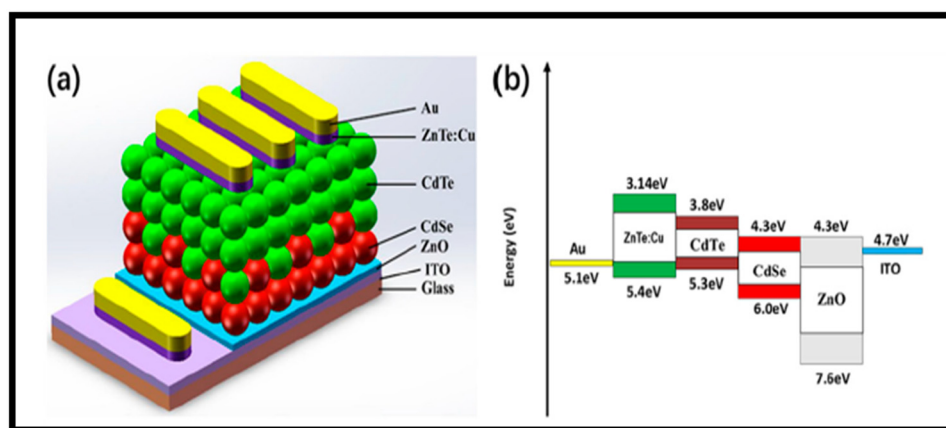 (a)
Au
ZnTe:Cu
CdTe
CdSe
ZnO
ITO
Glass
(b)
Energy (eV)
3.14eV
3.8eV
4.3eV
4.3eV
4.7eV
Au
ZnTe:Cu
CdTe
CdSe
ZnO
ITO
5.1eV
5.4eV
5.3eV
6.0eV
7.6eV